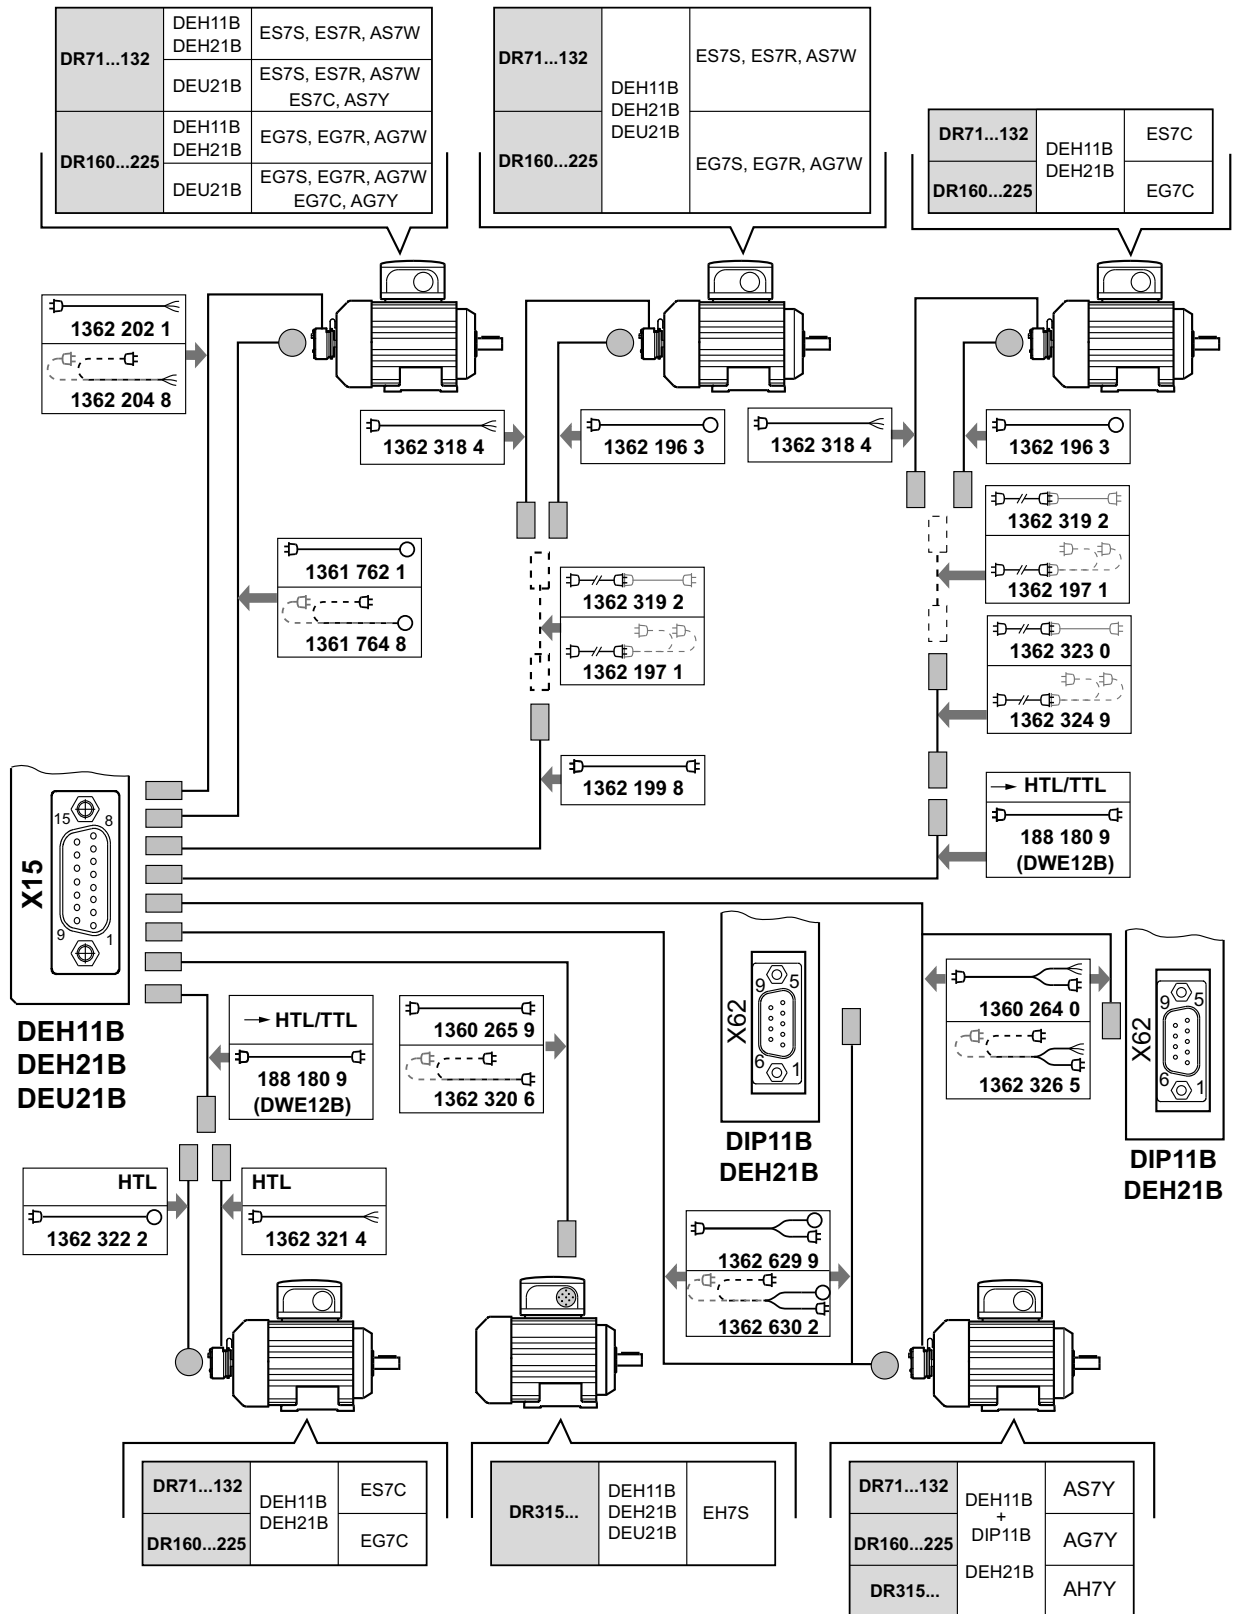 DR71...132
DEH11B
DEH21B
ES7S, ES7R, AS7W
DEU21B
ES7S, ES7R, AS7W
ES7C, AS7Y
DR160...225
DEH11B
DEH21B
EG7S, EG7R, AG7W
DEU21B
EG7S, EG7R, AG7W
EG7C, AG7Y
DR71...132
DR160...225
DEH11B
DEH21B
DEU21B
ES7S, ES7R, AS7W
EG7S, EG7R, AG7W
DR71...132
DR160...225
DEH11B
DEH21B
ES7C
EG7C
1362 202 1
1362 204 8
1362 318 4
1362 196 3
1362 318 4
1362 196 3
1361 762 1
1361 764 8
1362 319 2
1362 197 1
1362 319 2
1362 197 1
1362 323 0
1362 324 9
1362 199 8
→ HTL/TTL
188 180 9
(DWE12B)
X15
15
8
9
1
DEH11B
DEH21B
DEU21B
→ HTL/TTL
188 180 9
(DWE12B)
1360 265 9
1362 320 6
X62
9
5
6
1
DIP11B
DEH21B
1360 264 0
1362 326 5
X62
9
5
6
1
DIP11B
DEH21B
HTL
1362 322 2
HTL
1362 321 4
1362 629 9
1362 630 2
DR71...132
DR160...225
DEH11B
DEH21B
ES7C
EG7C
DR315...
DEH11B
DEH21B
DEU21B
EH7S
DR71...132
DR160...225
DR315...
DEH11B
+
DIP11B
DEH21B
AS7Y
AG7Y
AH7Y